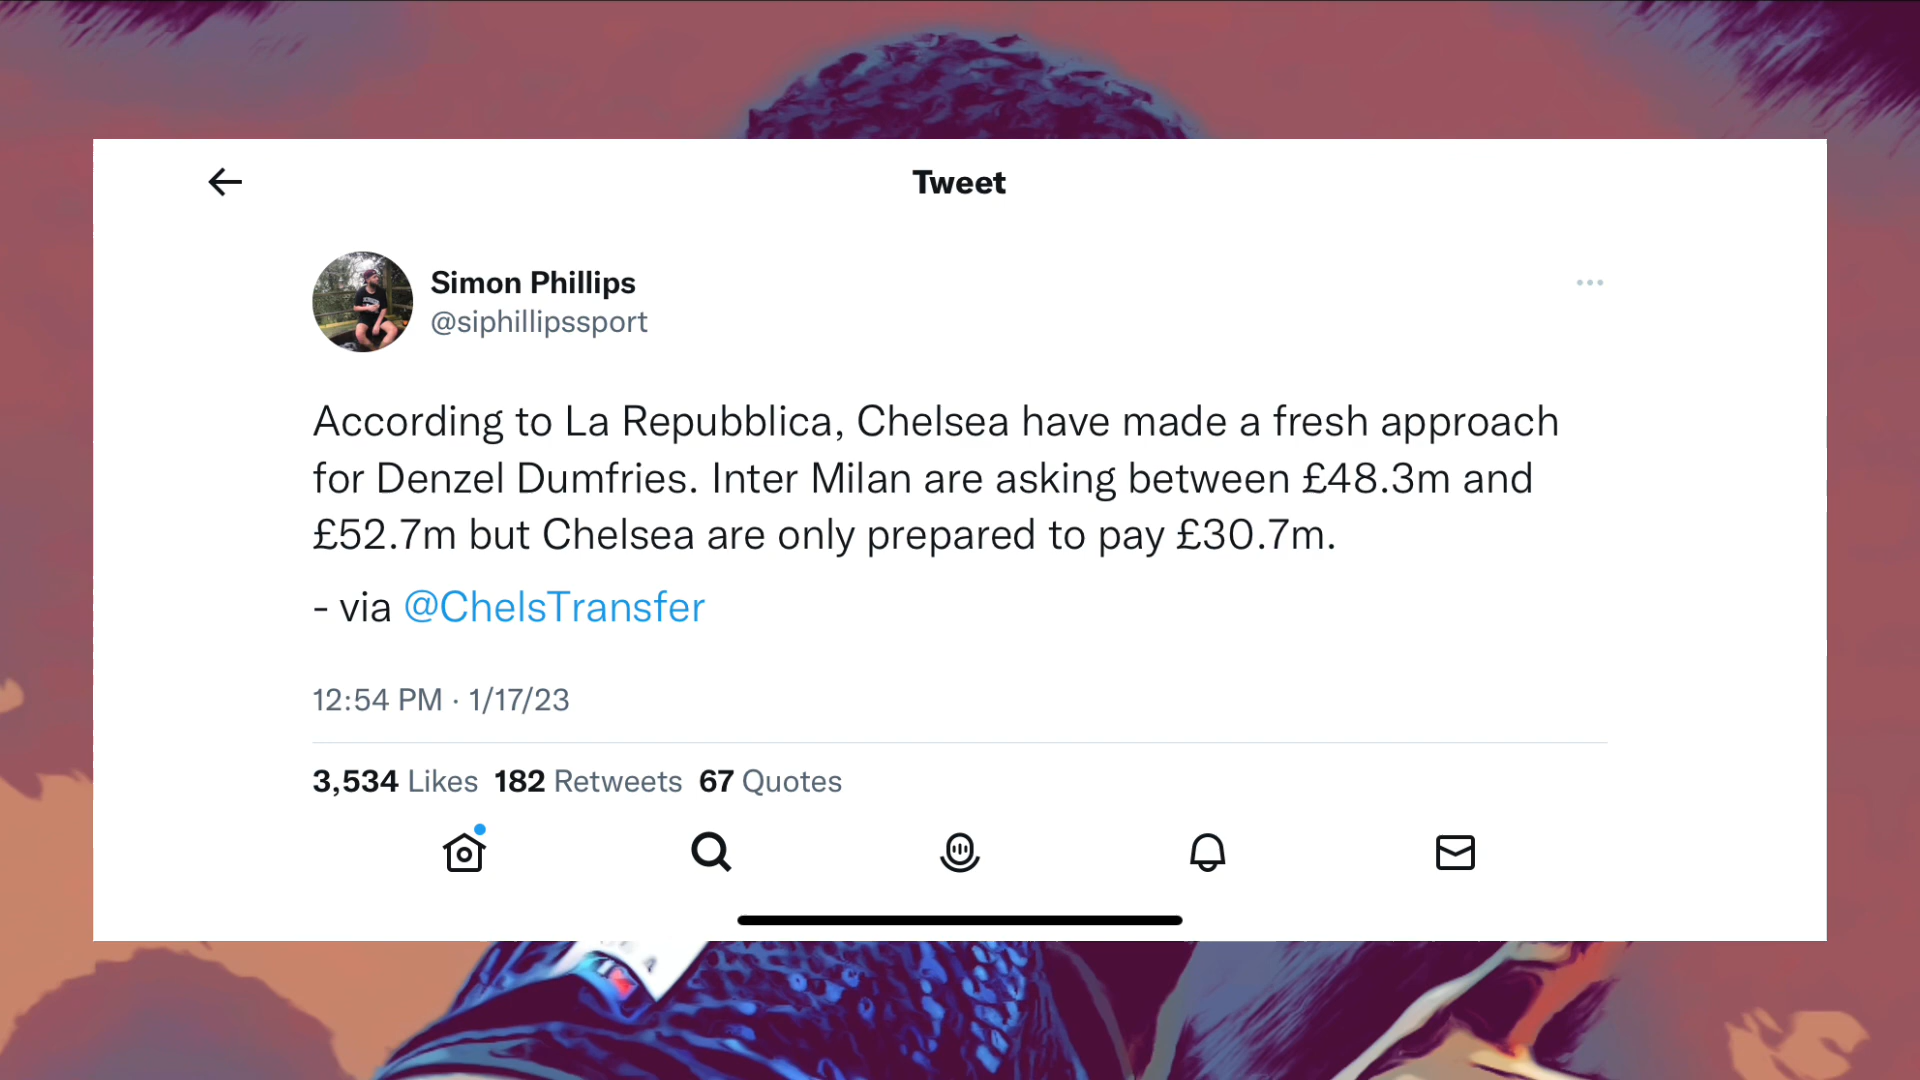 Tweet
Simon Phillips
@siphillipssport
According to La Repubblica, Chelsea have made a fresh approach
for Denzel Dumfries. Inter Milan are asking between £48.3m and
£52.7m but Chelsea are only prepared to pay £30.7m.
- via @ChelsTransfer
12:54 PM · 1/17/23
3,534 Likes 182 Retweets 67 Quotes